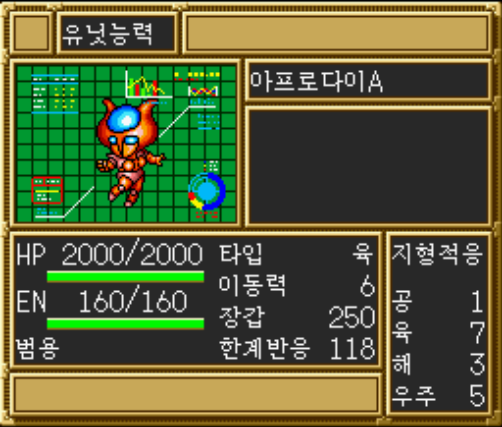 유닛능력
아프로다이A
HP 2000/2000
EN 160/160
범용
타입 육
이동력 6
장갑 250
한계반응 118
지형적응
공 1
육 7
해 3
우주 5